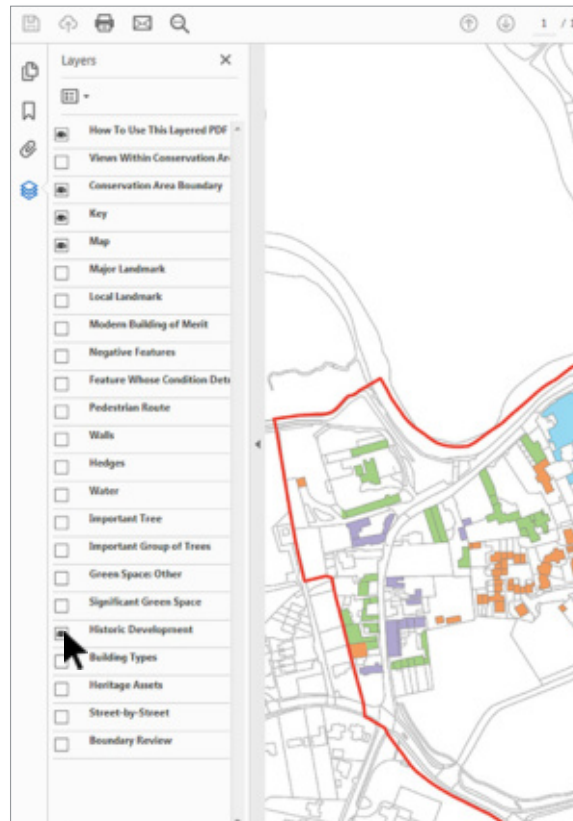 1 / 1
Layers
How To Use This Layered PDF
Views Within Conservation Ar
Conservation Area Boundary
Key
Map
Major Landmark
Local Landmark
Modern Building of Merit
Negative Features
Feature Whose Condition Det
Pedestrian Route
Walls
Hedges
Water
Important Tree
Important Group of Trees
Green Space: Other
Significant Green Space
Historic Development
Building Types
Heritage Assets
Street-by-Street
Boundary Review